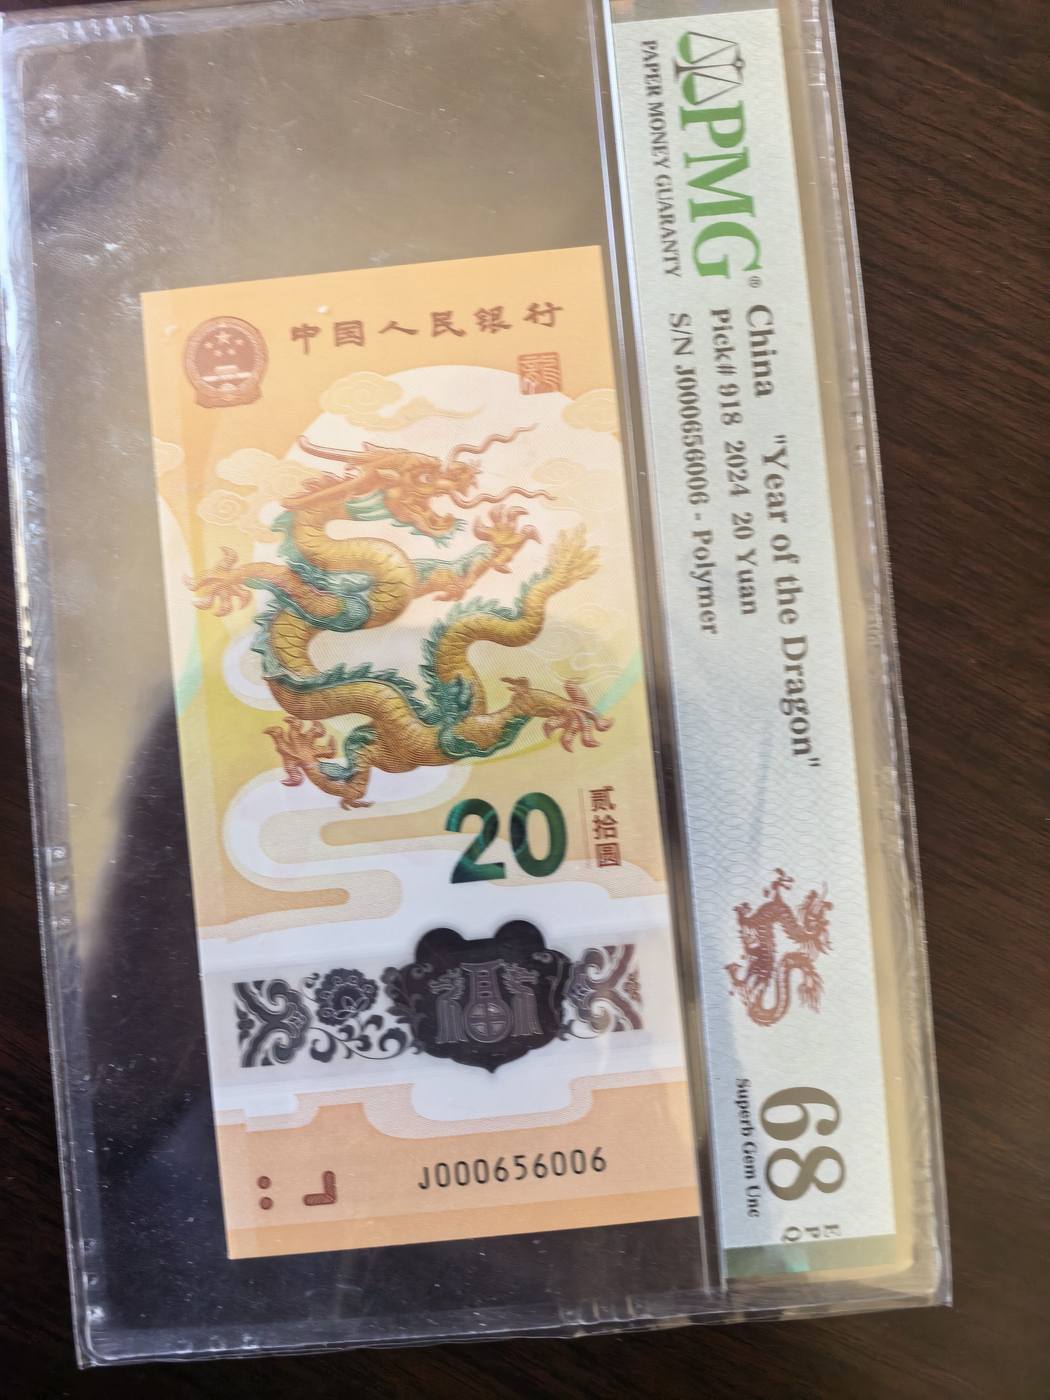 PMG®
PAPER MONEY GUARANTY
China "Year of the Dragon"
Pick# 918 2024 20 Yuan
S/N J000656006 - Polymer
68
EPQ
Superb Gem Unc
中国人民银行
20
贰拾圆
J000656006